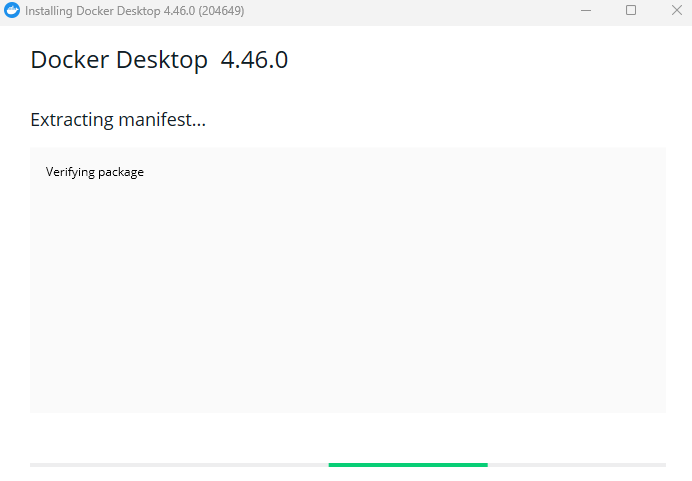 Installing Docker Desktop 4.46.0 (204649)
Docker Desktop 4.46.0
Extracting manifest...
Verifying package